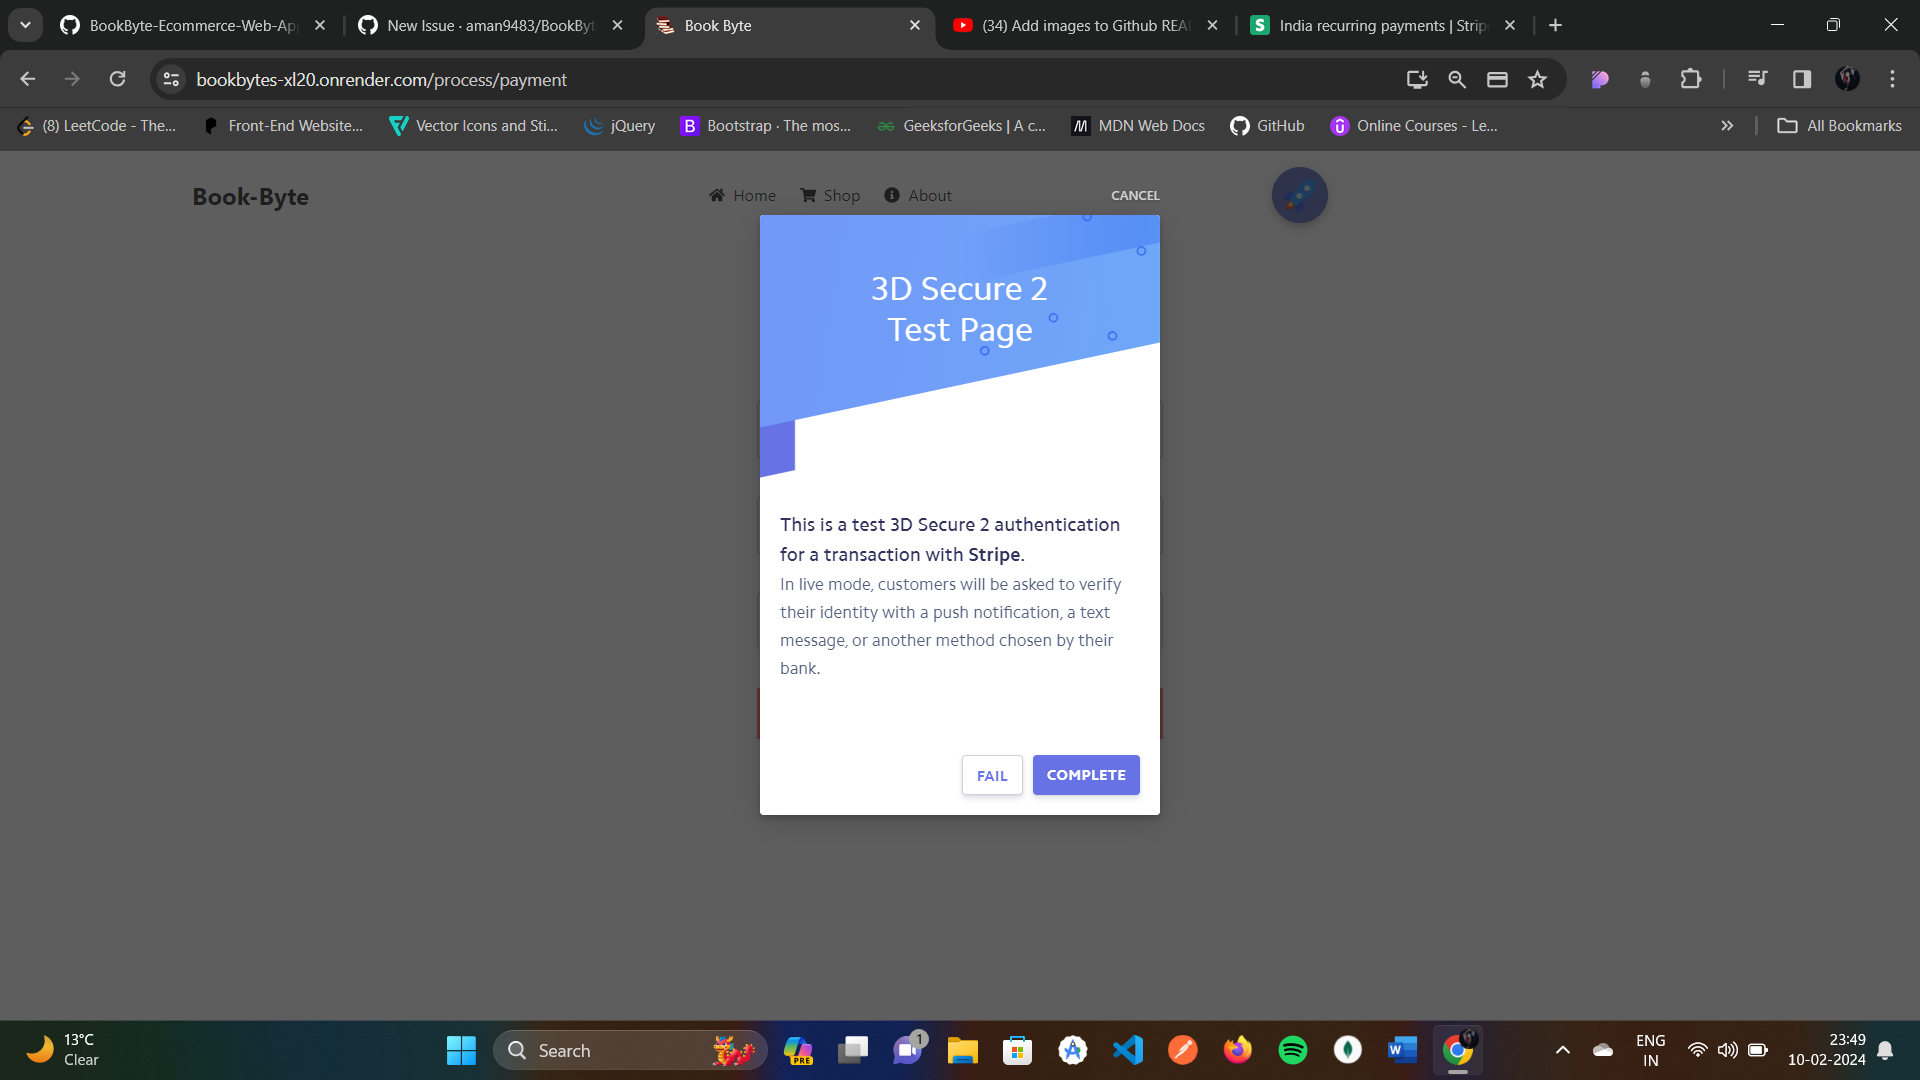 BookByte-Ecommerce-Web-Ap
New Issue · aman9483/BookByt
Book Byte
(34) Add images to Github REA
India recurring payments | Strip
bookbytes-xl20.onrender.com/process/payment
(8) LeetCode - The...
Front-End Website...
Vector Icons and Sti...
jQuery
Bootstrap · The mos...
GeeksforGeeks | A c...
MDN Web Docs
GitHub
Online Courses - Le...
All Bookmarks
Book-Byte
Home
Shop
About
CANCEL
3D Secure 2
Test Page
This is a test 3D Secure 2 authentication
for a transaction with Stripe.
In live mode, customers will be asked to verify
their identity with a push notification, a text
message, or another method chosen by their
bank.
FAIL
COMPLETE
13°C
Clear
Search
PRE
1
ENG
IN
23:49
10-02-2024